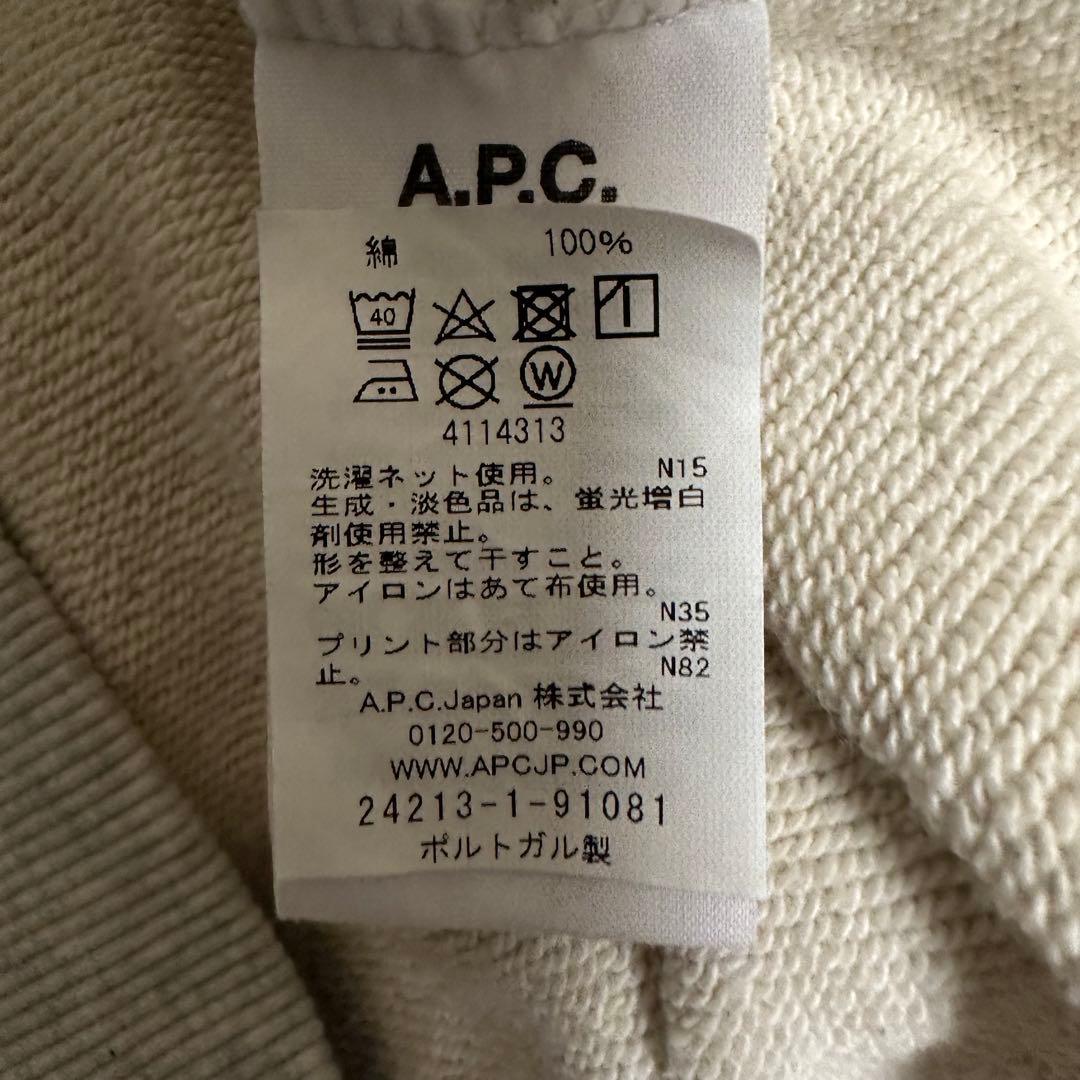 A.P.C.
綿 100%
40
W
4114313
洗濯ネット使用。 N15
生成・淡色品は、蛍光増白
剤使用禁止。
形を整えて干すこと。
アイロンはあて布使用。
N35
プリント部分はアイロン禁
止。 N82
A.P.C.Japan 株式会社
0120-500-990
WWW.APCJP.COM
24213-1-91081
ポルトガル製